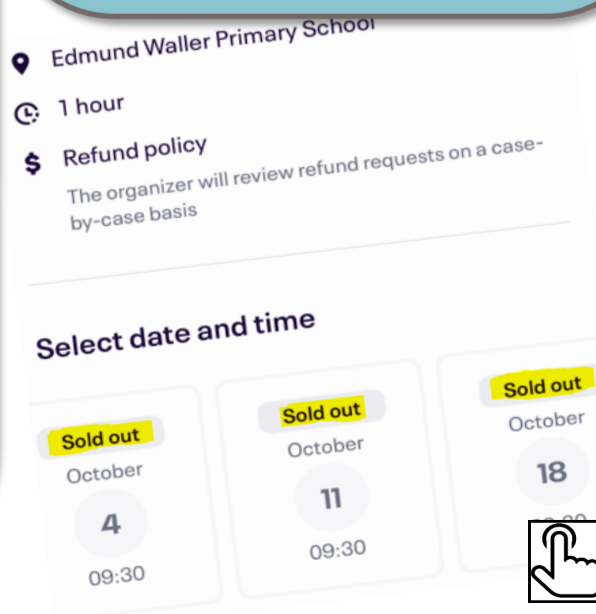 Edmund Waller Primary School
1 hour
Refund policy
The organizer will review refund requests on a case-
by-case basis
Select date and time
Sold out
October
4
09:30
Sold out
October
11
09:30
Sold out
October
18